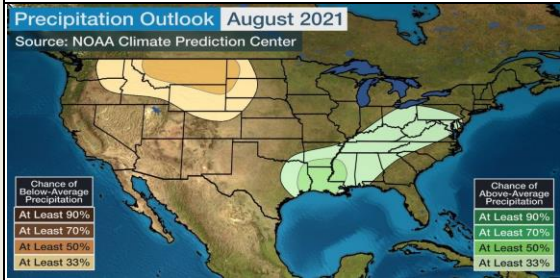 Precipitation Outlook August 2021
Source: NOAA Climate Prediction Center
Chance of
Below-Average
Precipitation
At Least 90%
At Least 70%
At Least 50%
At Least 33%
Chance of
Above-Average
Precipitation
At Least 90%
At Least 70%
At Least 50%
At Least 33%